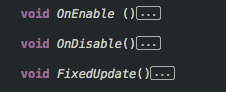 void OnEnable ()...
void OnDisable()...
void FixedUpdate()...